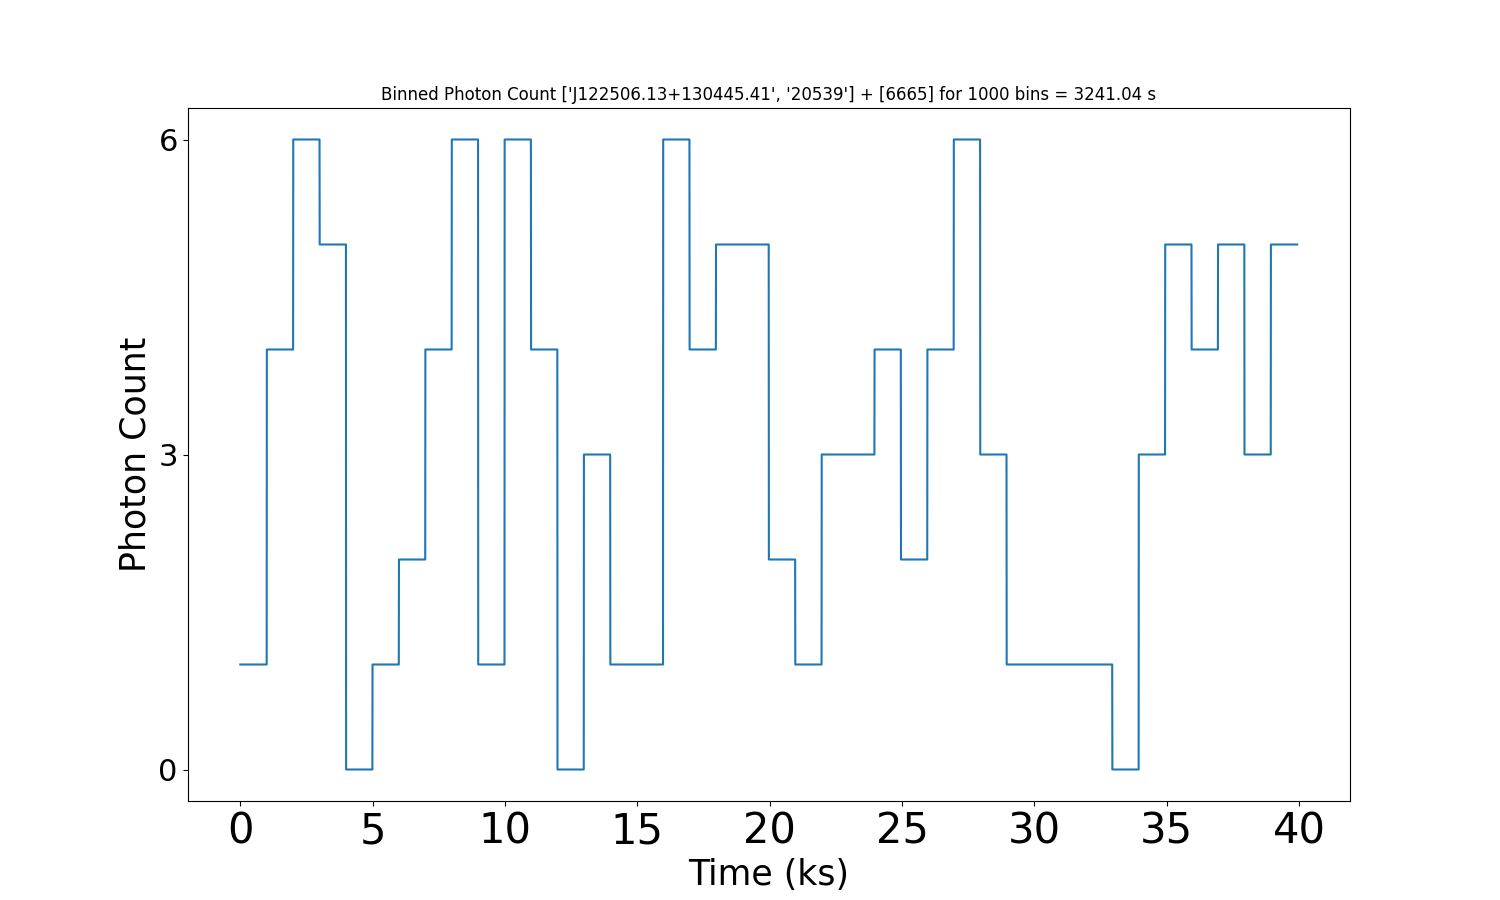 Binned Photon Count ['J122506.13+130445.41', '20539'] + [6665] for 1000 bins = 3241.04 s
6
3
0
Photon Count
0 5 10 15 20 25 30 35 40
Time (ks)